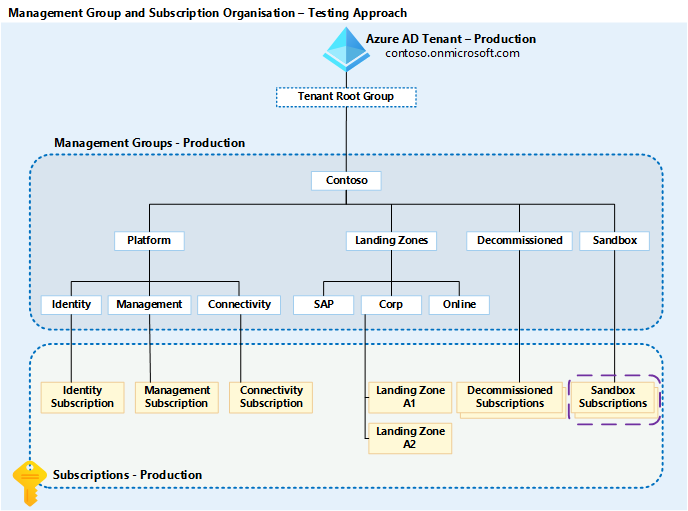 Management Group and Subscription Organisation – Testing Approach
Azure AD Tenant – Production
contoso.onmicrosoft.com
Tenant Root Group
Management Groups - Production
Contoso
Platform
Landing Zones
Decommissioned
Sandbox
Identity
Management
Connectivity
SAP
Corp
Online
Identity
Subscription
Management
Subscription
Connectivity
Subscription
Landing Zone
A1
Decommissioned
Subscriptions
Sandbox
Subscriptions
Landing Zone
A2
Subscriptions - Production